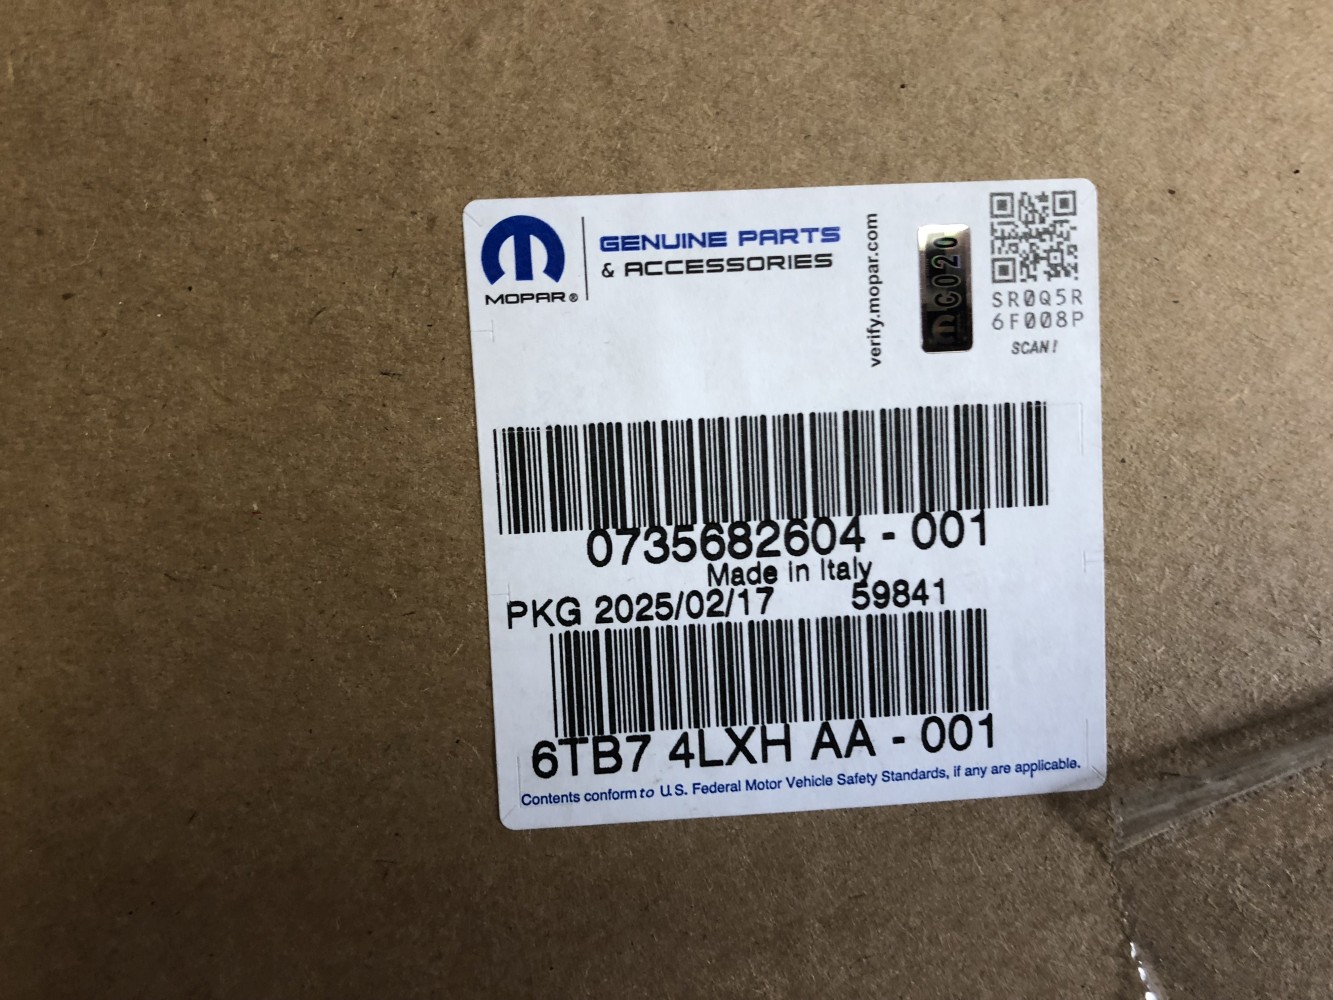 MOPAR®
GENUINE PARTS
& ACCESSORIES
verify.mopar.com
C020
SR0Q5R
6F008P
SCAN!
0735682604 - 001
Made in Italy
PKG 2025/02/17 59841
6TB7 4LXH AA - 001
Contents conform to U.S. Federal Motor Vehicle Safety Standards, if any are applicable.